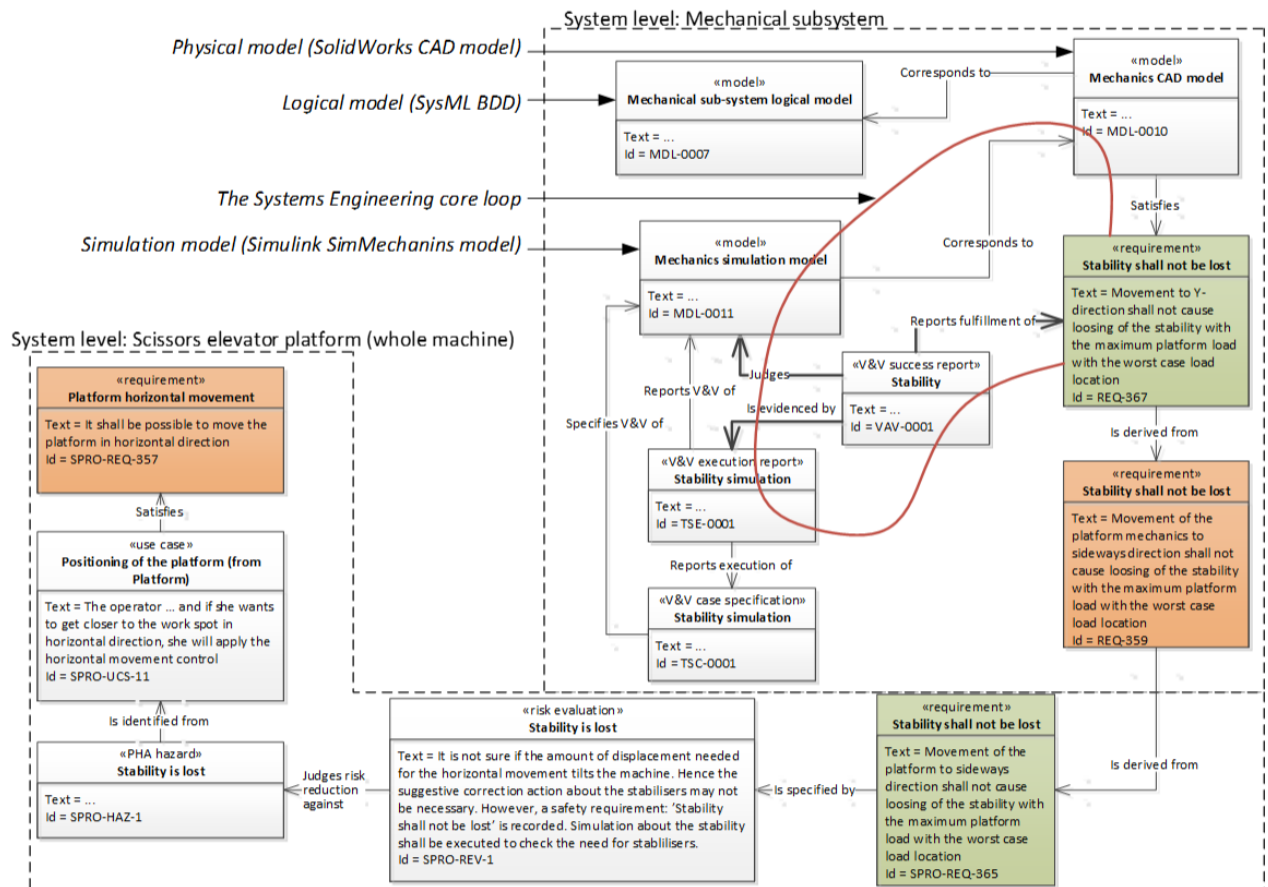 System level: Mechanical subsystem
Physical model (SolidWorks CAD model)
Logical model (SysML BDD)
The Systems Engineering core loop
Simulation model (Simulink SimMechanins model)
«model»
Mechanical sub-system logical model
Text = ...
Id = MDL-0007
Corresponds to
«model»
Mechanics CAD model
Text = ...
Id = MDL-0010
Satisfies
«model»
Mechanics simulation model
Text = ...
Id = MDL-0011
Corresponds to
«requirement»
Stability shall not be lost
Text = Movement to Y-
direction shall not cause
loosing of the stability with
the maximum platform load
with the worst case load
location
Id = REQ-367
Reports fulfillment of
«V&V success report»
Stability
Text = ...
Id = VAV-0001
Judges
Is evidenced by
Reports V&V of
Specifies V&V of
«V&V execution report»
Stability simulation
Text = ...
Id = TSE-0001
Reports execution of
«V&V case specification»
Stability simulation
Text = ...
Id = TSC-0001
Is derived from
«requirement»
Stability shall not be lost
Text = Movement of the
platform mechanics to
sideways direction shall not
cause loosing of the stability
with the maximum platform
load with the worst case
load location
Id = REQ-359
Is derived from
System level: Scissors elevator platform (whole machine)
«requirement»
Platform horizontal movement
Text = It shall be possible to move the
platform in horizontal direction
Id = SPRO-REQ-357
Satisfies
«use case»
Positioning of the platform (from
Platform)
Text = The operator ... and if she wants
to get closer to the work spot in
horizontal direction, she will apply the
horizontal movement control
Id = SPRO-UCS-11
Is identified from
«PHA hazard»
Stability is lost
Text = ...
Id = SPRO-HAZ-1
Judges risk
reduction
against
«risk evaluation»
Stability is lost
Text = It is not sure if the amount of displacement needed
for the horizontal movement tilts the machine. Hence the
suggestive correction action about the stabilisers may not
be necessary. However, a safety requirement: ‘Stability
shall not be lost’ is recorded. Simulation about the stability
shall be executed to check the need for stablilisers.
Id = SPRO-REV-1
Is specified by
«requirement»
Stability shall not be lost
Text = Movement of the
platform to sideways
direction shall not cause
loosing of the stability with
the maximum platform
load with the worst case
load location
Id = SPRO-REQ-365